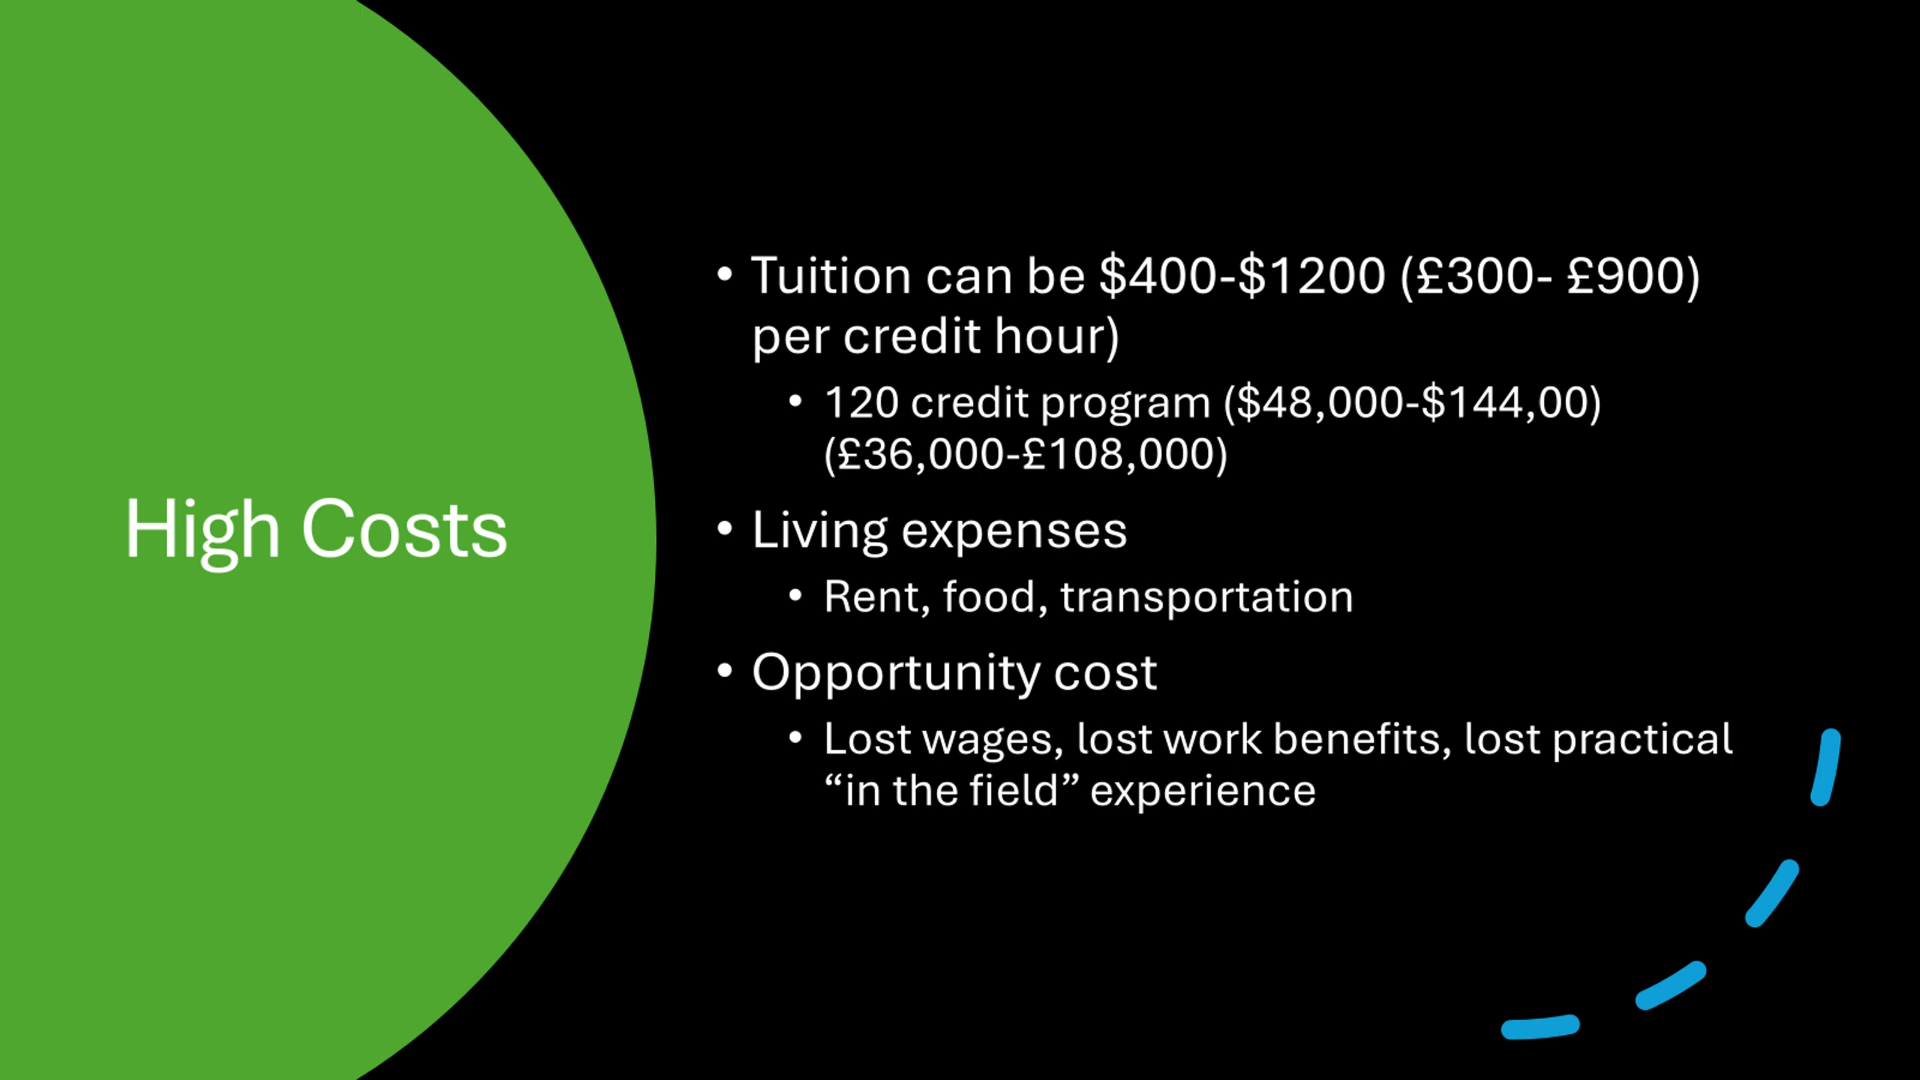 High Costs
• Tuition can be $400-$1200 (£300- £900)
per credit hour)
• 120 credit program ($48,000-$144,00)
(£36,000-£108,000)
• Living expenses
• Rent, food, transportation
• Opportunity cost
• Lost wages, lost work benefits, lost practical
“in the field” experience